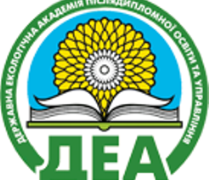 ДЕРЖАВНА ЕКОЛОГІЧНА АКАДЕМІЯ ПІСЛЯДИПЛОМНОЇ ОСВІТИ ТА УПРАВЛІННЯ
ДЕА